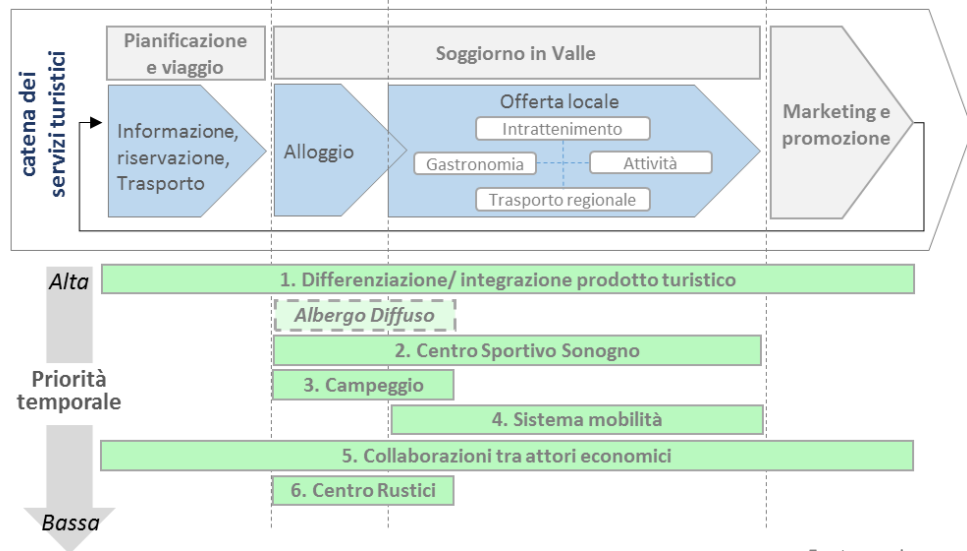 Pianificazione
e viaggio
Soggiorno in Valle
catena dei
servizi turistici
Informazione,
riservazione,
Trasporto
Alloggio
Offerta locale
Intrattenimento
Gastronomia
Attività
Trasporto regionale
Marketing e
promozione
Alta
1. Differenziazione/ integrazione prodotto turistico
Albergo Diffuso
2. Centro Sportivo Sonogno
Priorità
temporale
3. Campeggio
4. Sistema mobilità
5. Collaborazioni tra attori economici
6. Centro Rustici
Bassa